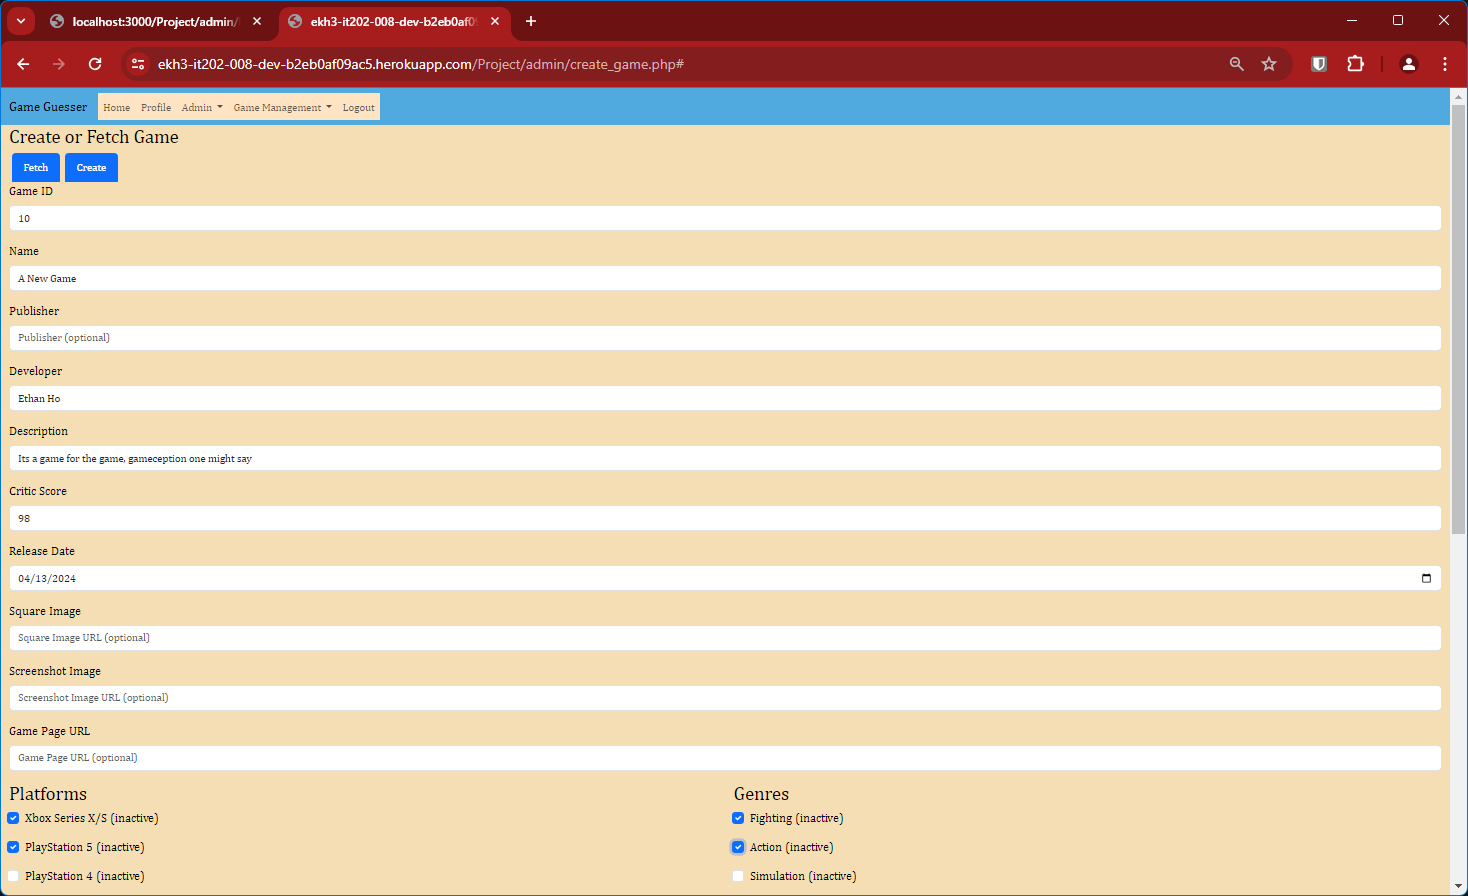 localhost:3000/Project/admin/
ekh3-it202-008-dev-b2eb0af09
ekh3-it202-008-dev-b2eb0af09ac5.herokuapp.com/Project/admin/create_game.php#
Game Guesser Home Profile Admin Game Management Logout
Create or Fetch Game
Fetch Create
Game ID
10
Name
A New Game
Publisher
Publisher (optional)
Developer
Ethan Ho
Description
Its a game for the game, gameception one might say
Critic Score
98
Release Date
04/13/2024
Square Image
Square Image URL (optional)
Screenshot Image
Screenshot Image URL (optional)
Game Page URL
Game Page URL (optional)
Platforms
Xbox Series X/S (inactive)
PlayStation 5 (inactive)
PlayStation 4 (inactive)
Genres
Fighting (inactive)
Action (inactive)
Simulation (inactive)